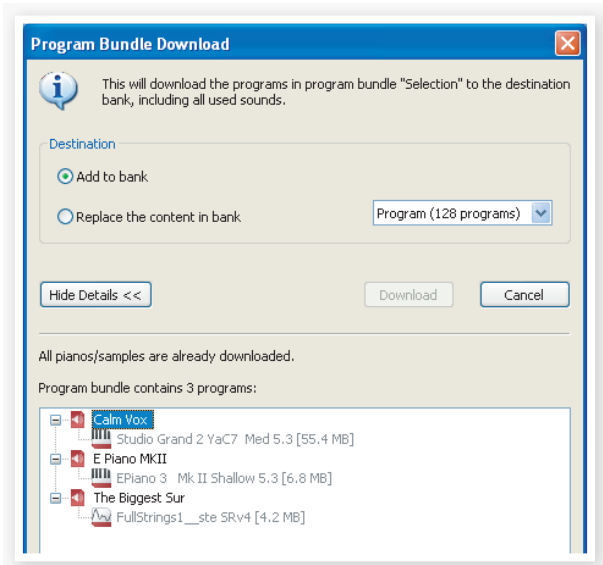 Program Bundle Download
This will download the programs in program bundle "Selection" to the destination
bank, including all used sounds.
Destination
Add to bank
Replace the content in bank
Program (128 programs)
Hide Details <<
Download
Cancel
All pianos/samples are already downloaded.
Program bundle contains 3 programs:
Calm Vox
Studio Grand 2 YaC7  Med 5.3 [55.4 MB]
E Piano MKII
EPiano 3   Mk II Shallow 5.3 [6.8 MB]
The Biggest Sur
FullStrings1__ste SRv4 [4.2 MB]